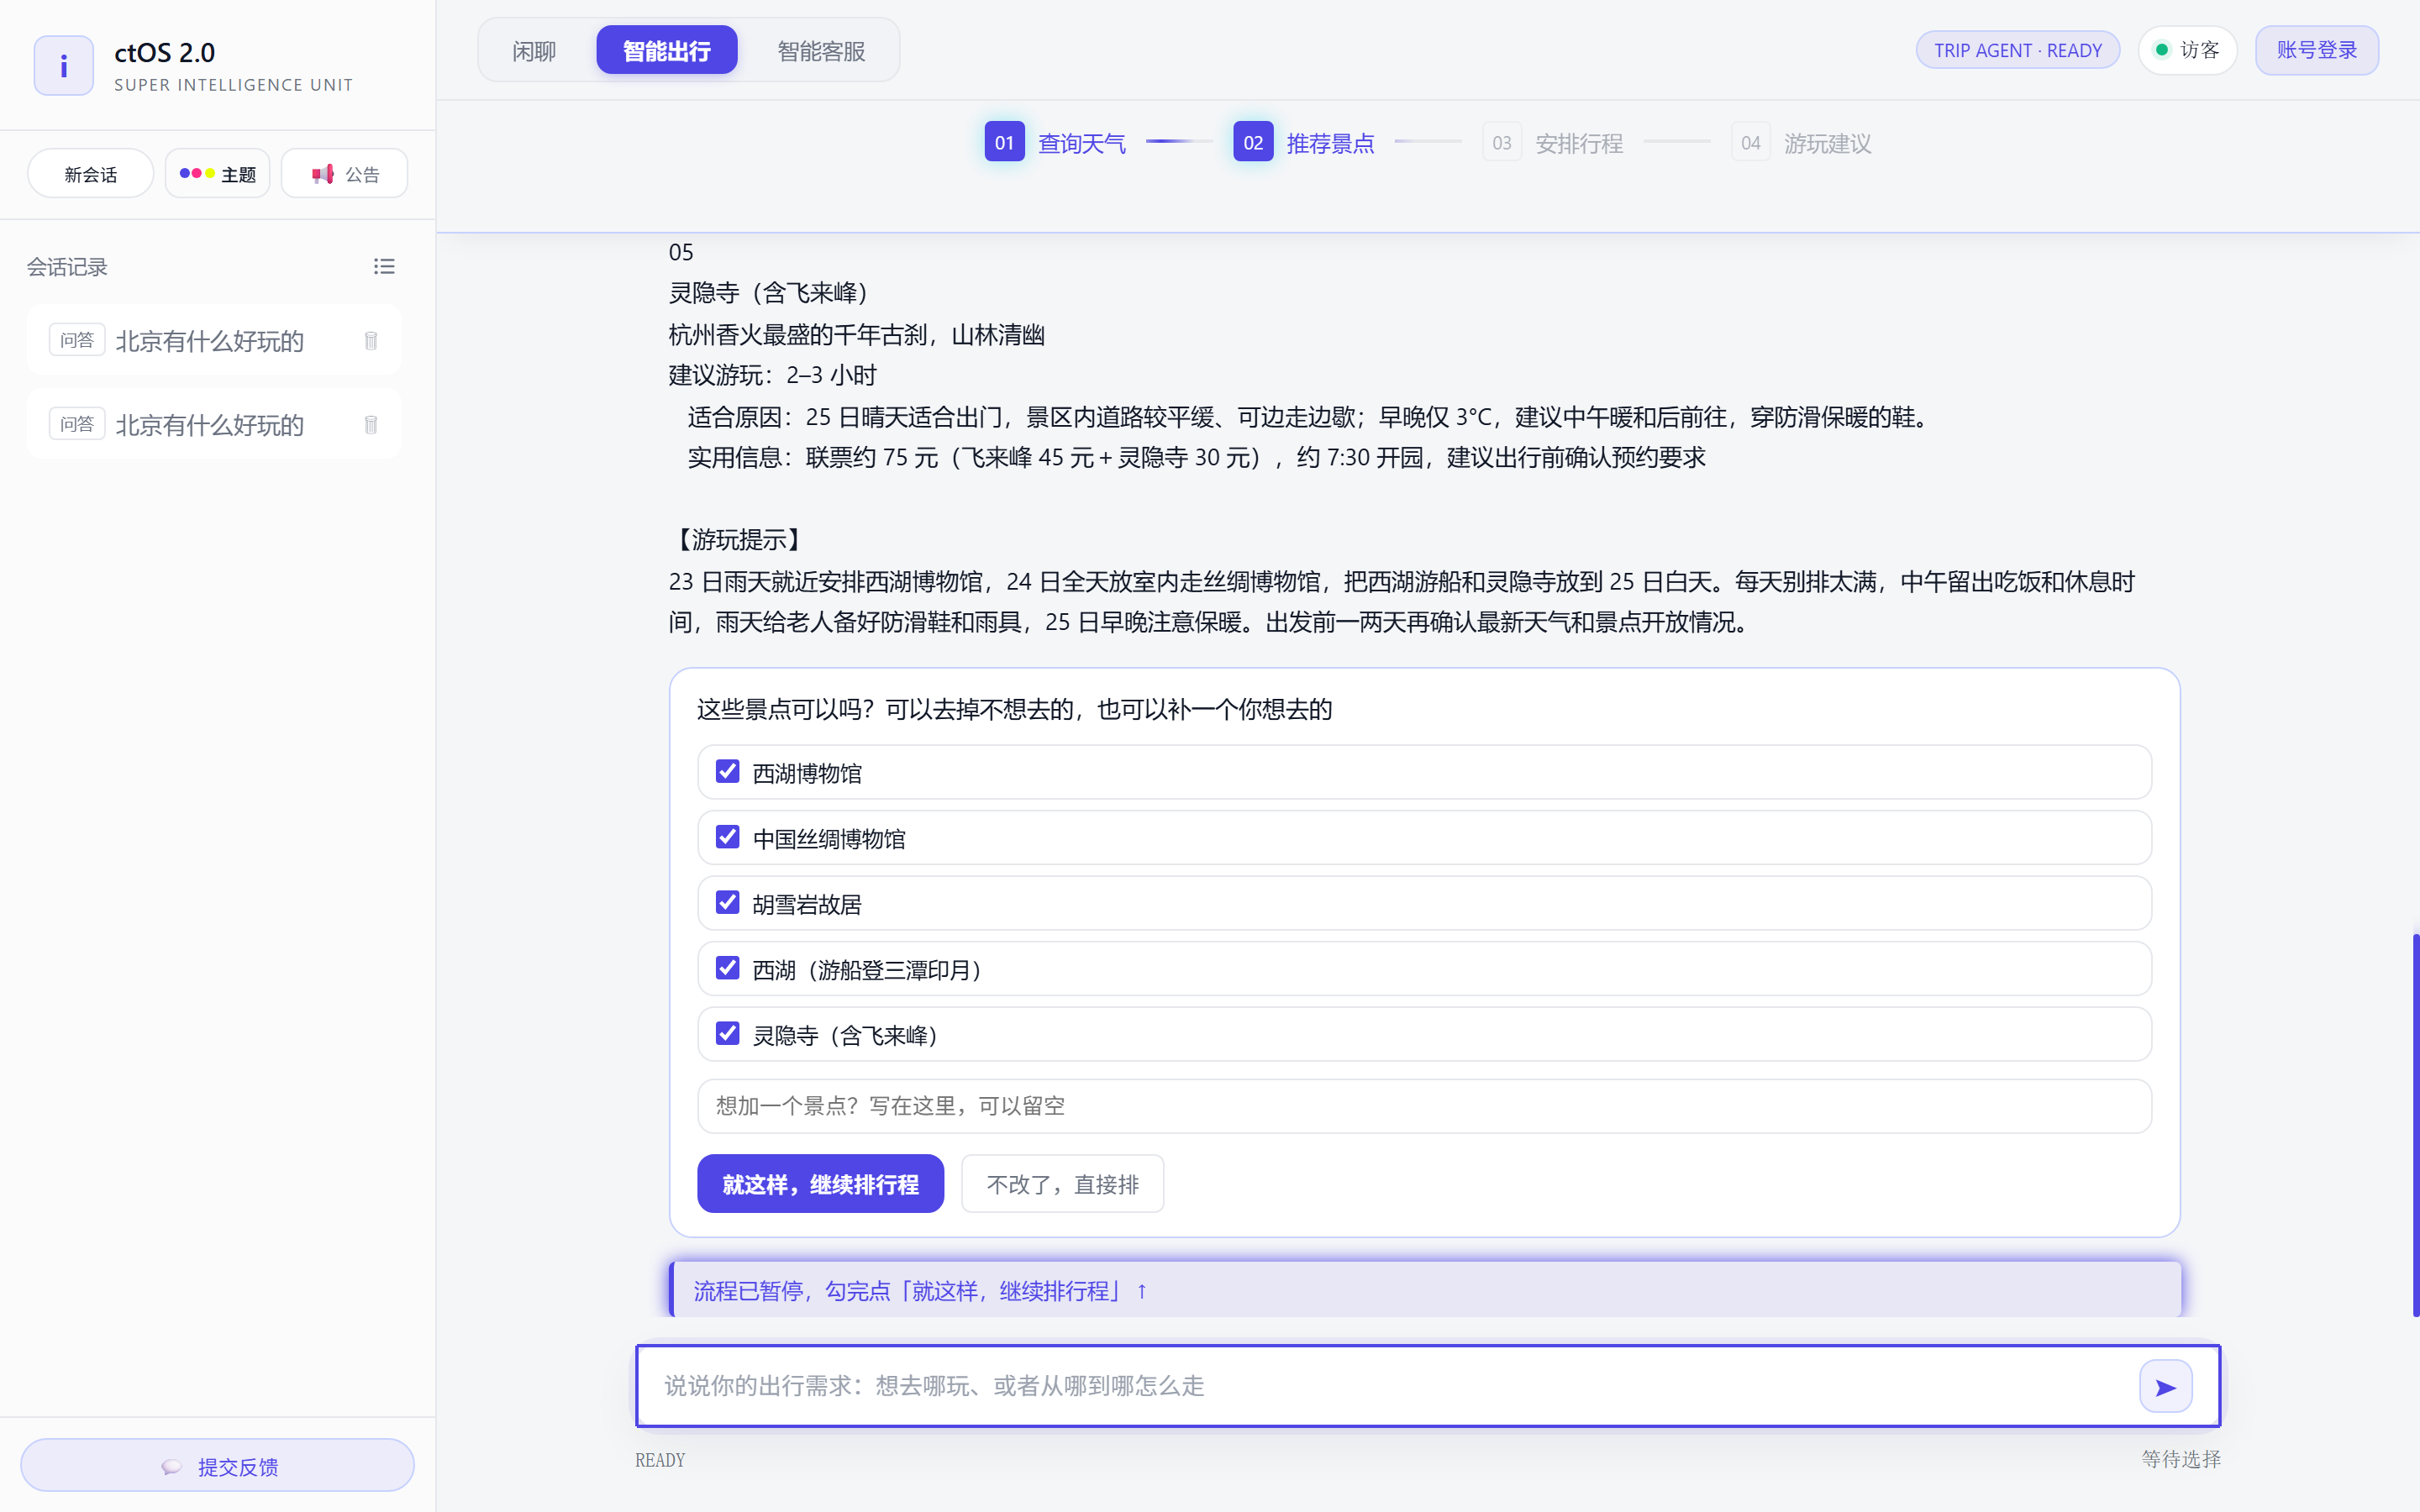 i
ctOS 2.0
SUPER INTELLIGENCE UNIT
新会话
主题
公告
会话记录
问答 北京有什么好玩的
问答 北京有什么好玩的
提交反馈
闲聊
智能出行
智能客服
TRIP AGENT · READY
访客
账号登录
01 查询天气
02 推荐景点
03 安排行程
04 游玩建议
05
灵隐寺（含飞来峰）
杭州香火最盛的千年古刹，山林清幽
建议游玩：2–3 小时
适合原因：25 日晴天适合出门，景区内道路较平缓、可边走边歇；早晚仅 3°C，建议中午暖和后前往，穿防滑保暖的鞋。
实用信息：联票约 75 元（飞来峰 45 元 + 灵隐寺 30 元），约 7:30 开园，建议出行前确认预约要求
【游玩提示】
23 日雨天就近安排西湖博物馆，24 日全天放室内走丝绸博物馆，把西湖游船和灵隐寺放到 25 日白天。每天别排太满，中午留出吃饭和休息时
间，雨天给老人备好防滑鞋和雨具，25 日早晚注意保暖。出发前一两天再确认最新天气和景点开放情况。
这些景点可以吗？可以去掉不想去的，也可以补一个你想去的
西湖博物馆
中国丝绸博物馆
胡雪岩故居
西湖（游船登三潭印月）
灵隐寺（含飞来峰）
想加一个景点？写在这里，可以留空
就这样，继续排行程
不改了，直接排
流程已暂停，勾完点「就这样，继续排行程」 ↑
说说你的出行需求：想去哪玩、或者从哪到哪怎么走
READY
等待选择